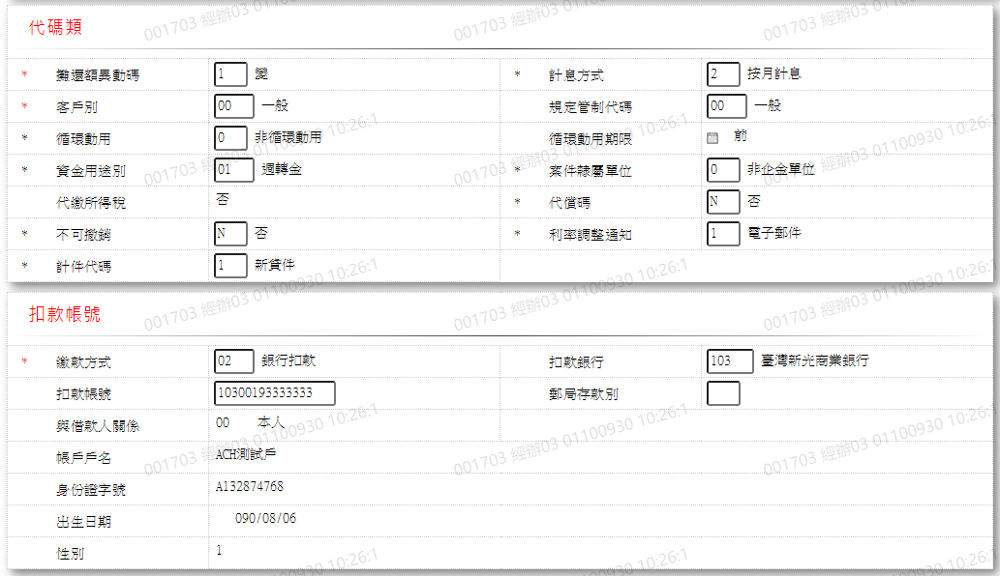 代碼類
* 攤還額異動碼 1 變 * 計息方式 2 按月計息
* 客戶別 00 一般 規定管制代碼 00 一般
* 循環動用 0 非循環動用 循環動用期限 前
* 資金用途別 01 週轉金 * 案件隸屬單位 0 非企金單位
代繳所得稅 否 * 代償碼 N 否
* 不可撤銷 N 否 * 利率調整通知 1 電子郵件
* 計件代碼 1 新貸件
扣款帳號
* 繳款方式 02 銀行扣款 扣款銀行 103 臺灣新光商業銀行
扣款帳號 10300193333333 郵局存款別
與借款人關係 00 本人
帳戶戶名 ACH測試戶
身份證字號 A132874768
出生日期 090/08/06
性別 1
001703 經辦03 01100930 10:26:1